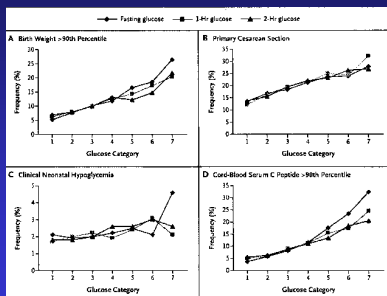 Fasting glucose 1-Hr glucose 2-Hr glucose
A Birth Weight >90th Percentile
Frequency (%)
30
25
20
15
10
5
0
1 2 3 4 5 6 7
Glucose Category
B Primary Cesarean Section
Frequency (%)
35
30
25
20
15
10
5
0
1 2 3 4 5 6 7
Glucose Category
C Clinical Neonatal Hypoglycemia
Frequency (%)
5
4
3
2
1
0
1 2 3 4 5 6 7
Glucose Category
D Cord-Blood Serum C Peptide >90th Percentile
Frequency (%)
35
30
25
20
15
10
5
0
1 2 3 4 5 6 7
Glucose Category